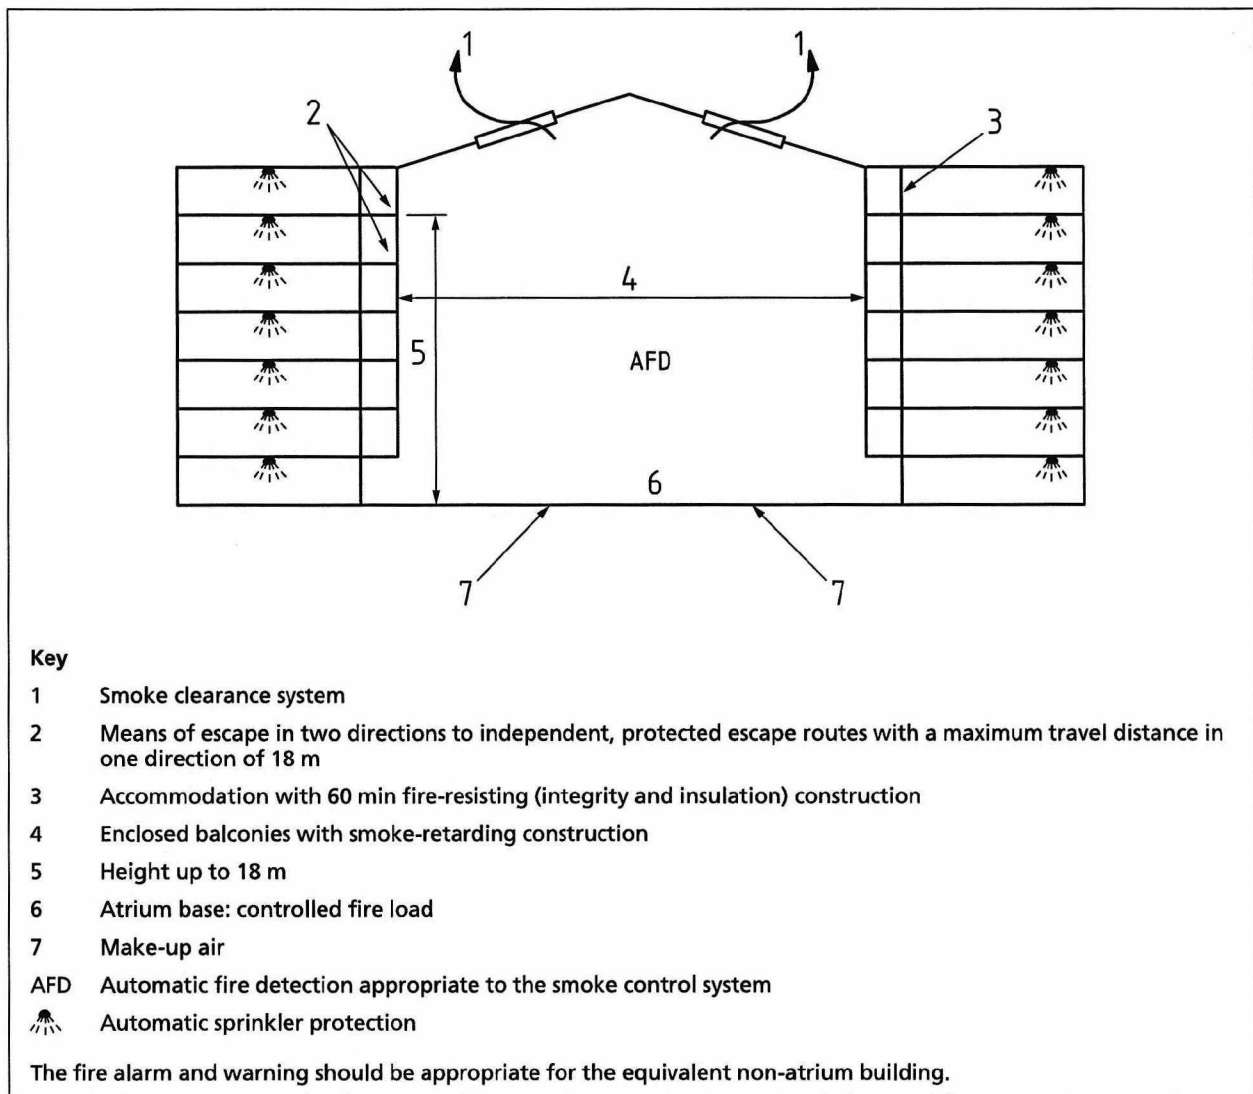 1 1
2 3
4
5 AFD
6
7 7
Key
1 Smoke clearance system
2 Means of escape in two directions to independent, protected escape routes with a maximum travel distance in
one direction of 18 m
3 Accommodation with 60 min fire-resisting (integrity and insulation) construction
4 Enclosed balconies with smoke-retarding construction
5 Height up to 18 m
6 Atrium base: controlled fire load
7 Make-up air
AFD Automatic fire detection appropriate to the smoke control system
Automatic sprinkler protection
The fire alarm and warning should be appropriate for the equivalent non-atrium building.